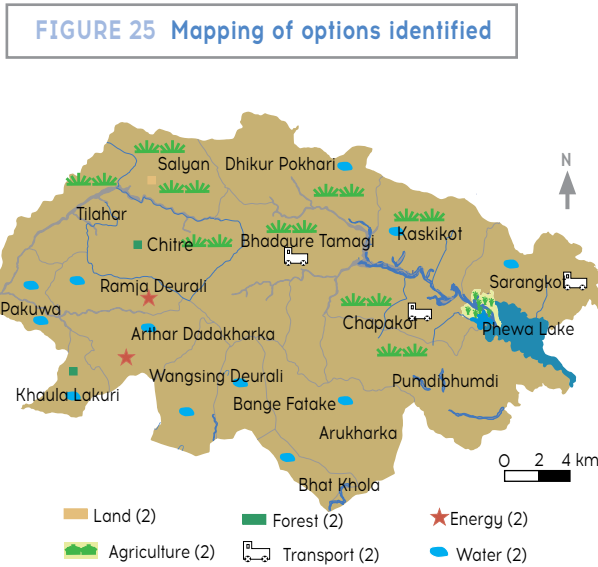 FIGURE 25 Mapping of options identified
N
Salyan
Dhikur Pokhari
Tilahar
Chitre
Bhadaure Tamagi
Kaskikot
Ramja Deurali
Sarangkot
Pakuwa
Chapakot
Phewa Lake
Arthar Dadakharka
Wangsing Deurali
Pumdibhumdi
Khaula Lakuri
Bange Fatake
Arukharka
Bhat Khola
0 2 4 km
Land (2)
Forest (2)
Energy (2)
Agriculture (2)
Transport (2)
Water (2)